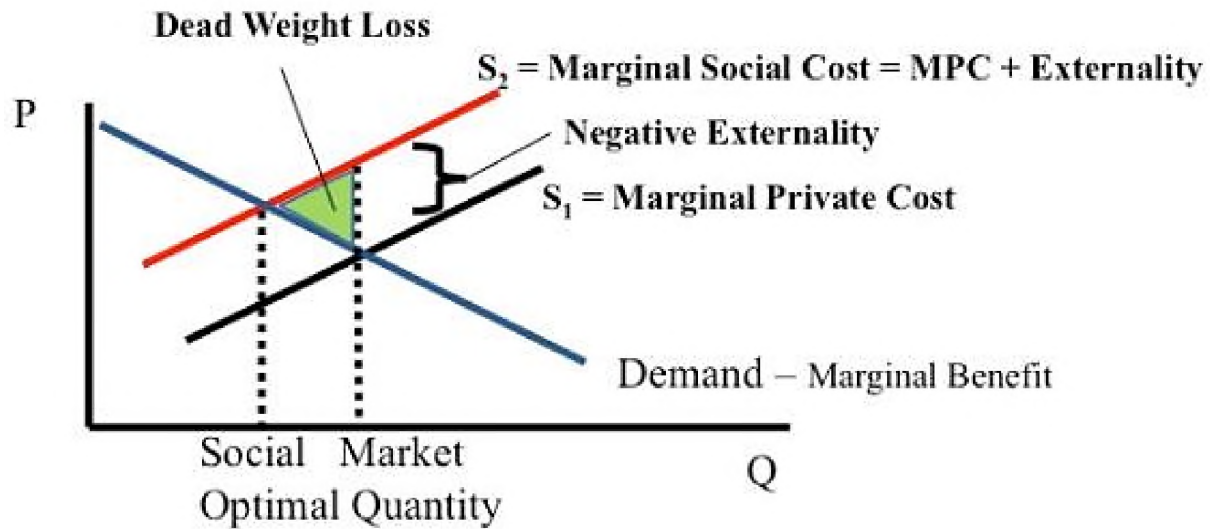 Dead Weight Loss
S2 = Marginal Social Cost = MPC + Externality
P
Negative Externality
S1 = Marginal Private Cost
Demand – Marginal Benefit
Social Market
Q
Optimal Quantity